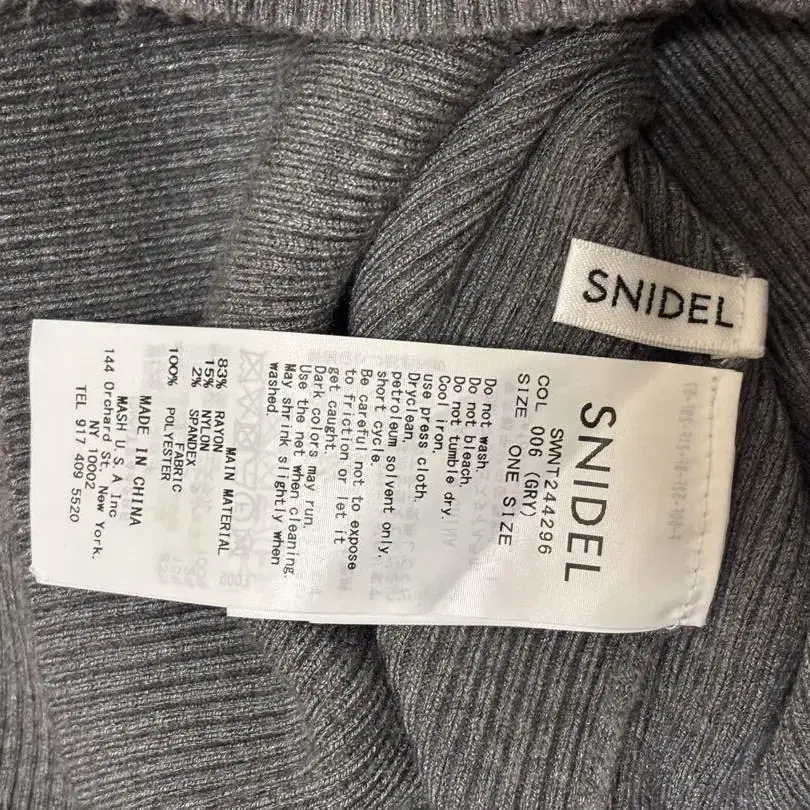 SNIDEL
SNIDEL
SWNT244296
COL 006 (GRY)
SIZE ONE SIZE
Do not wash.
Do not bleach.
Do not tumble dry.
Cool iron.
use press cloth.
Dryclean.
petroleum solvent only.
short cycle.
Be careful not to expose
to friction or let it
get caught.
Dark colors may run.
Use the net when cleaning.
May shrink slightly when
washed.
MAIN MATERIAL
83% RAYON
15% NYLON
2% SPANDEX
FABRIC
100% POLYESTER
MADE IN CHINA
MASH U.S.A Inc
144 Orchard St, New York.
NY 10002
TEL 917 409 5520